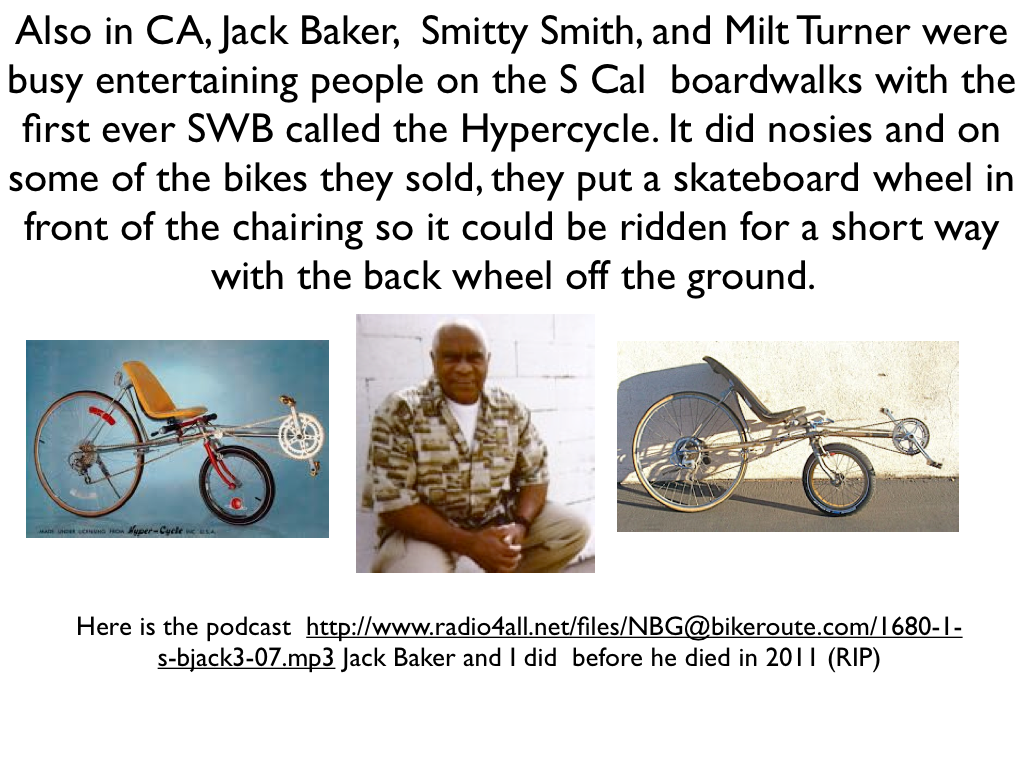 Also in CA, Jack Baker,  Smitty Smith, and Milt Turner were
busy entertaining people on the S Cal  boardwalks with the
first ever SWB called the Hypercycle. It did nosies and on
some of the bikes they sold, they put a skateboard wheel in
front of the chairing so it could be ridden for a short way
with the back wheel off the ground.
MADE UNDER LICENSING FROM Hyper-Cycle INC. U.S.A.
Here is the podcast  http://www.radio4all.net/files/NBG@bikeroute.com/1680-1-
s-bjack3-07.mp3 Jack Baker and I did  before he died in 2011 (RIP)